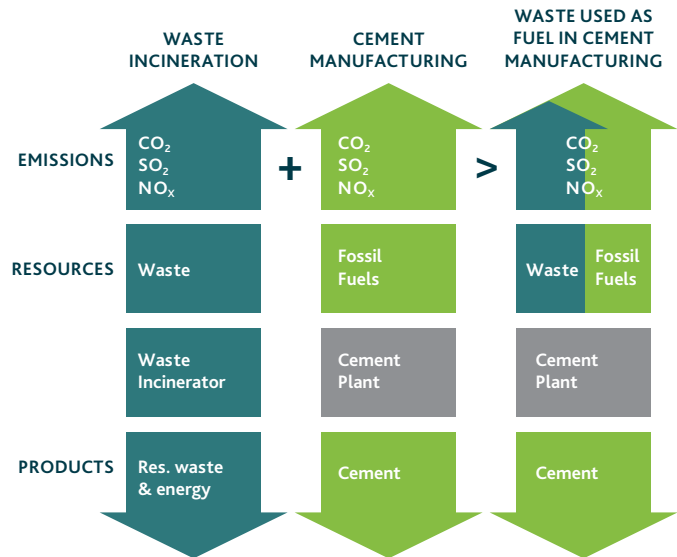 WASTE
INCINERATION
CEMENT
MANUFACTURING
WASTE USED AS
FUEL IN CEMENT
MANUFACTURING
EMISSIONS
CO₂
SO₂
NOₓ
+
CO₂
SO₂
NOₓ
>
CO₂
SO₂
NOₓ
RESOURCES
Waste
Fossil
Fuels
Waste
Fossil
Fuels
Waste
Incinerator
Cement
Plant
Cement
Plant
PRODUCTS
Res. waste
& energy
Cement
Cement